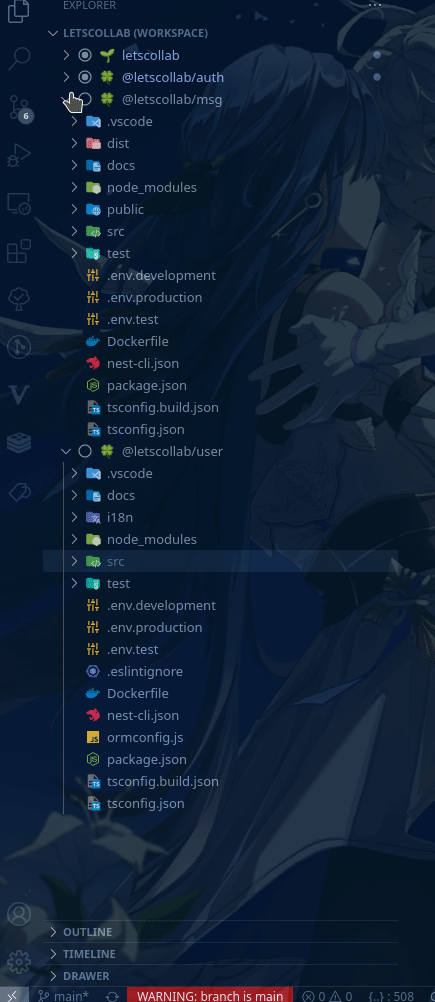 EXPLORER
LETSCOLLAB (WORKSPACE)
letscollab
@letscollab/auth
@letscollab/msg
6
.vscode
dist
docs
node_modules
public
src
test
.env.development
.env.production
.env.test
Dockerfile
nest-cli.json
package.json
tsconfig.build.json
tsconfig.json
@letscollab/user
.vscode
docs
i18n
node_modules
src
test
.env.development
.env.production
.env.test
.eslintignore
Dockerfile
nest-cli.json
ormconfig.js
package.json
tsconfig.build.json
tsconfig.json
OUTLINE
TIMELINE
DRAWER
main* WARNING: branch is main 0 0 {..} : 508